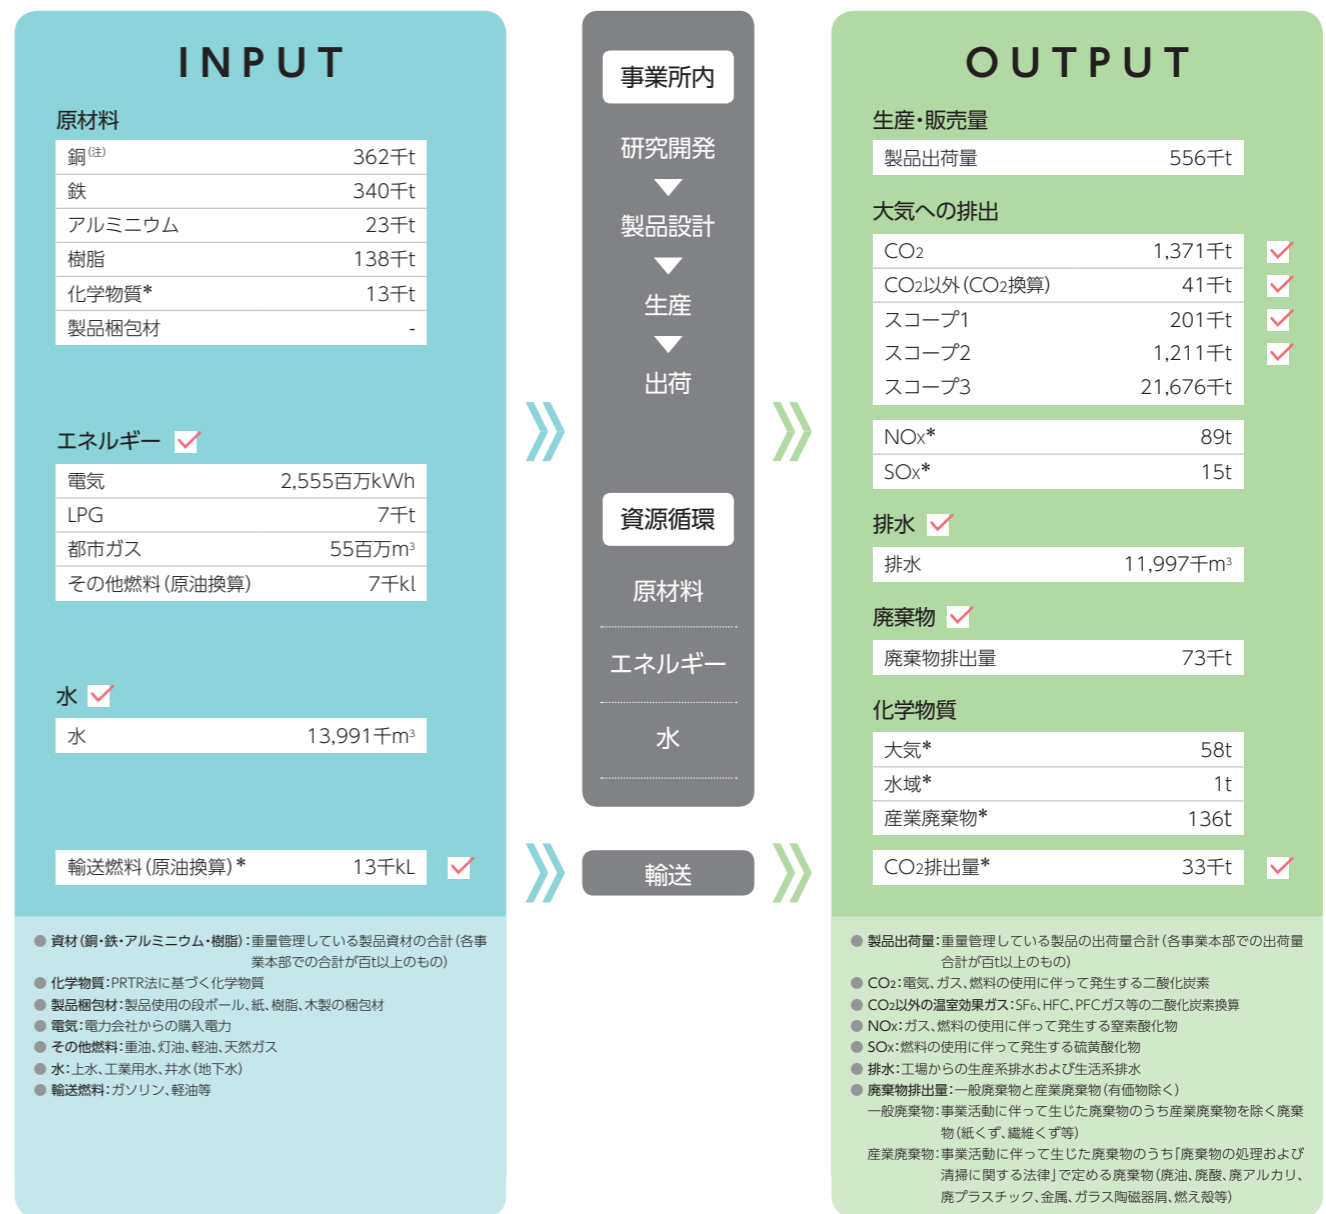 INPUT
原材料
銅(注) 362千t
鉄 340千t
アルミニウム 23千t
樹脂 138千t
化学物質* 13千t
製品梱包材 -
エネルギー
電気 2,555百万kWh
LPG 7千t
都市ガス 55百万m³
その他燃料(原油換算) 7千kl
水
水 13,991千m³
輸送燃料(原油換算)* 13千kL
● 資材(銅・鉄・アルミニウム・樹脂):重量管理している製品資材の合計(各事
業本部での合計が百t以上のもの)
● 化学物質:PRTR法に基づく化学物質
● 製品梱包材:製品使用の段ボール、紙、樹脂、木製の梱包材
● 電気:電力会社からの購入電力
● その他燃料:重油、灯油、軽油、天然ガス
● 水:上水、工業用水、井水(地下水)
● 輸送燃料:ガソリン、軽油等
事業所内
研究開発
製品設計
生産
出荷
資源循環
原材料
エネルギー
水
輸送
OUTPUT
生産・販売量
製品出荷量 556千t
大気への排出
CO2 1,371千t
CO2以外(CO2換算) 41千t
スコープ1 201千t
スコープ2 1,211千t
スコープ3 21,676千t
NOx* 89t
SOx* 15t
排水
排水 11,997千m³
廃棄物
廃棄物排出量 73千t
化学物質
大気* 58t
水域* 1t
産業廃棄物* 136t
CO2排出量* 33千t
● 製品出荷量:重量管理している製品の出荷量合計(各事業本部での出荷量
合計が百t以上のもの)
● CO2:電気、ガス、燃料の使用に伴って発生する二酸化炭素
● CO2以外の温室効果ガス:SF6、HFC、PFCガス等の二酸化炭素換算
● NOx:ガス、燃料の使用に伴って発生する窒素酸化物
● SOx:燃料の使用に伴って発生する硫黄酸化物
● 排水:工場からの生産系排水および生活系排水
● 廃棄物排出量:一般廃棄物と産業廃棄物(有価物除く)
一般廃棄物:事業活動に伴って生じた廃棄物のうち産業廃棄物を除く廃棄
物(紙くず、繊維くず等)
産業廃棄物:事業活動に伴って生じた廃棄物のうち「廃棄物の処理および
清掃に関する法律」で定める廃棄物(廃油、廃酸、廃アルカリ、
廃プラスチック、金属、ガラス陶磁器屑、燃え殻等)